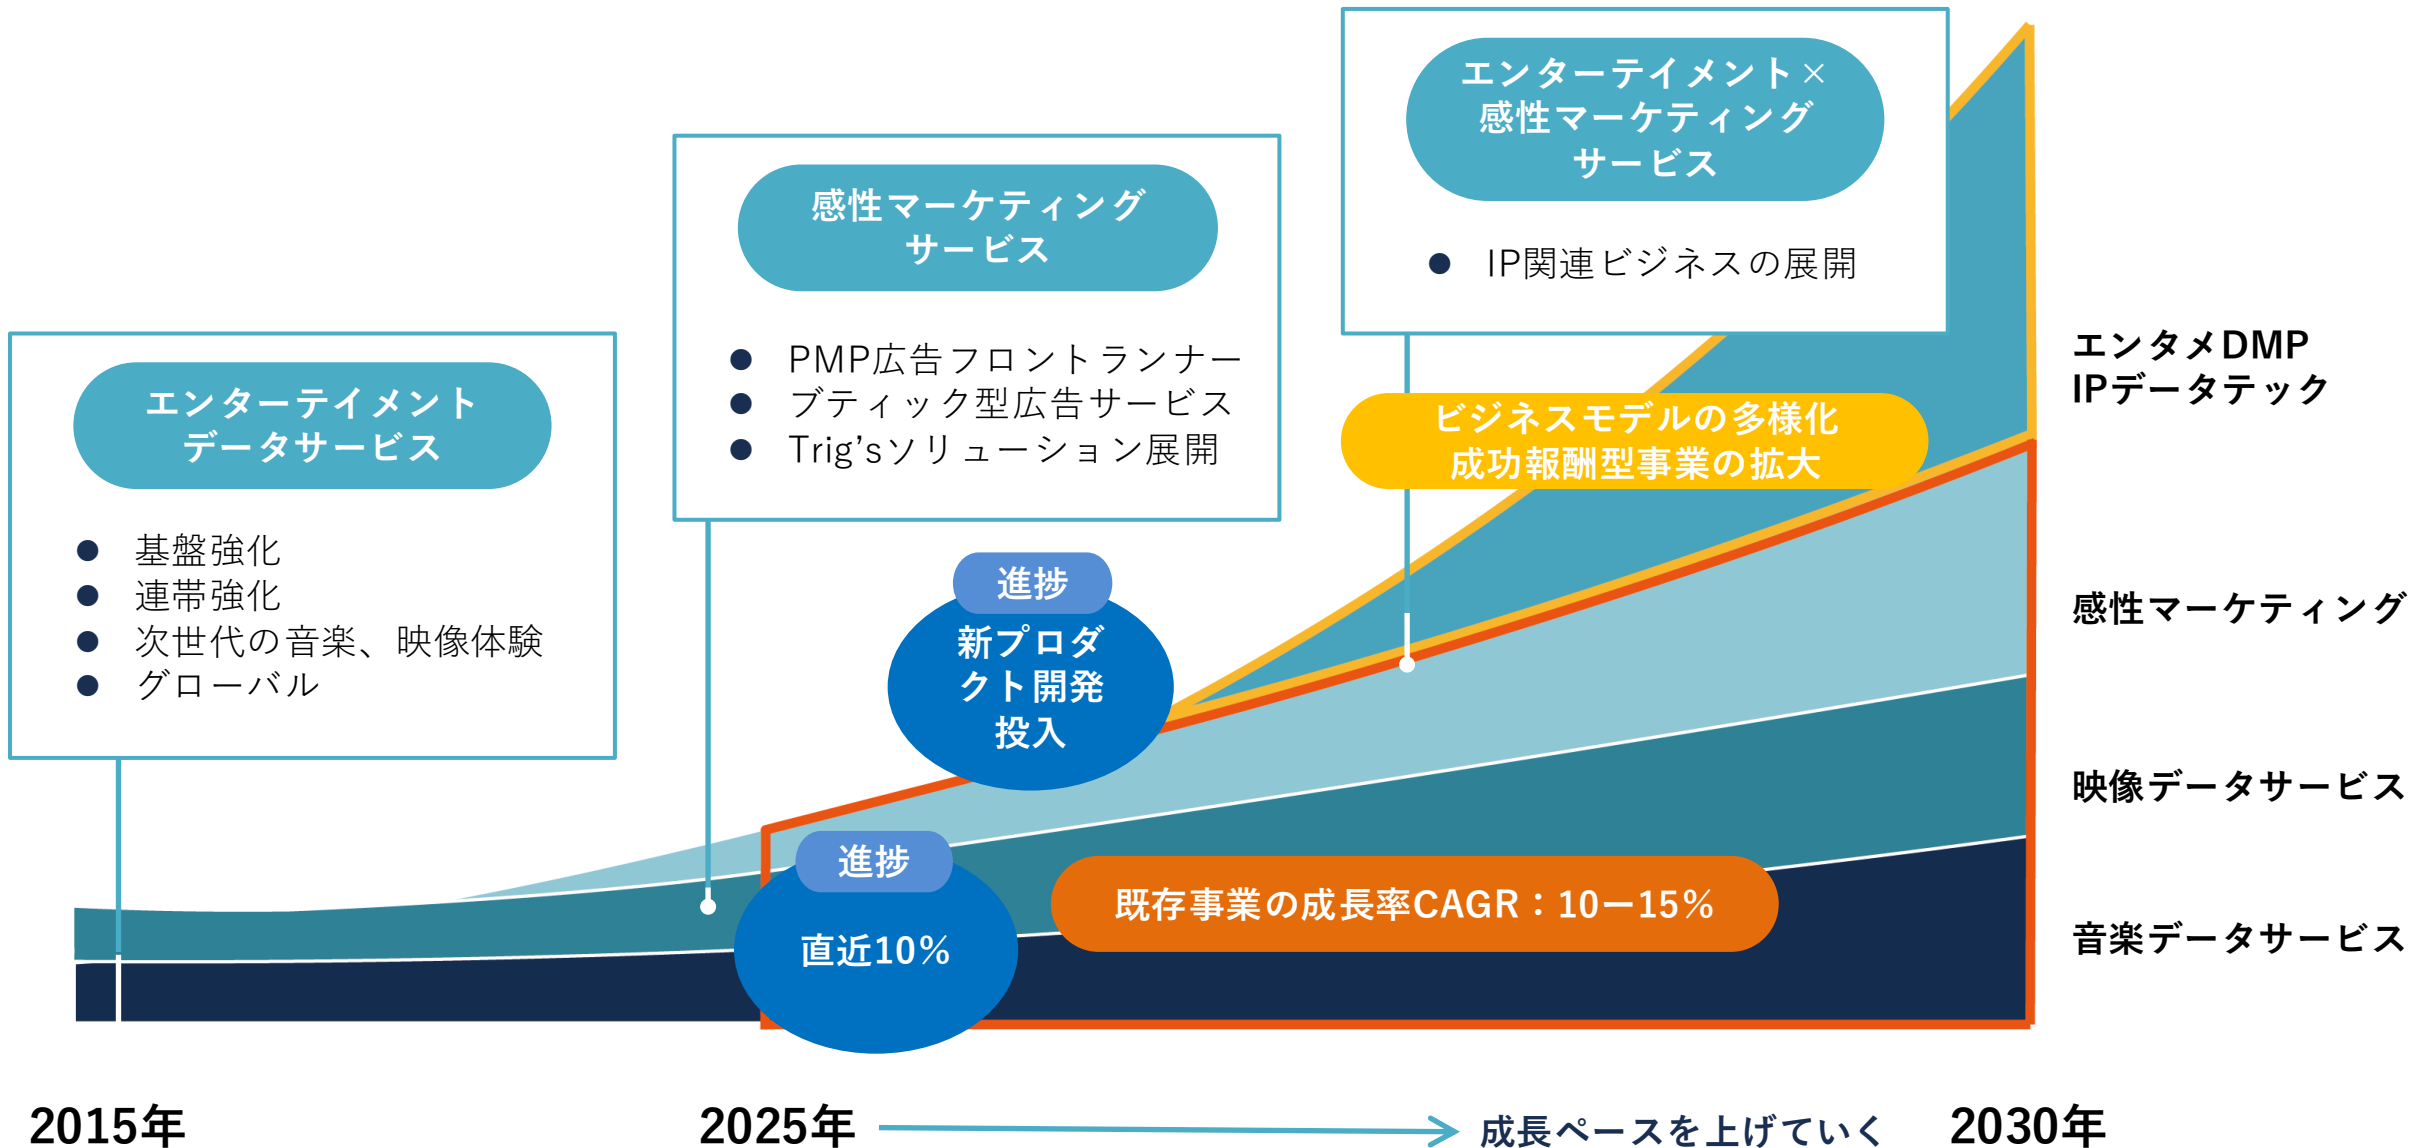 エンターテイメント
データサービス
基盤強化
連帯強化
次世代の音楽、映像体験
グローバル
感性マーケティング
サービス
PMP広告フロントランナー
ブティック型広告サービス
Trig’sソリューション展開
エンターテイメント×
感性マーケティング
サービス
IP関連ビジネスの展開
ビジネスモデルの多様化
成功報酬型事業の拡大
進捗
新プロダ
クト開発
投入
進捗
直近10%
既存事業の成長率CAGR：10ー15%
エンタメDMP
IPデータテック
感性マーケティング
映像データサービス
音楽データサービス
2015年
2025年
成長ペースを上げていく
2030年